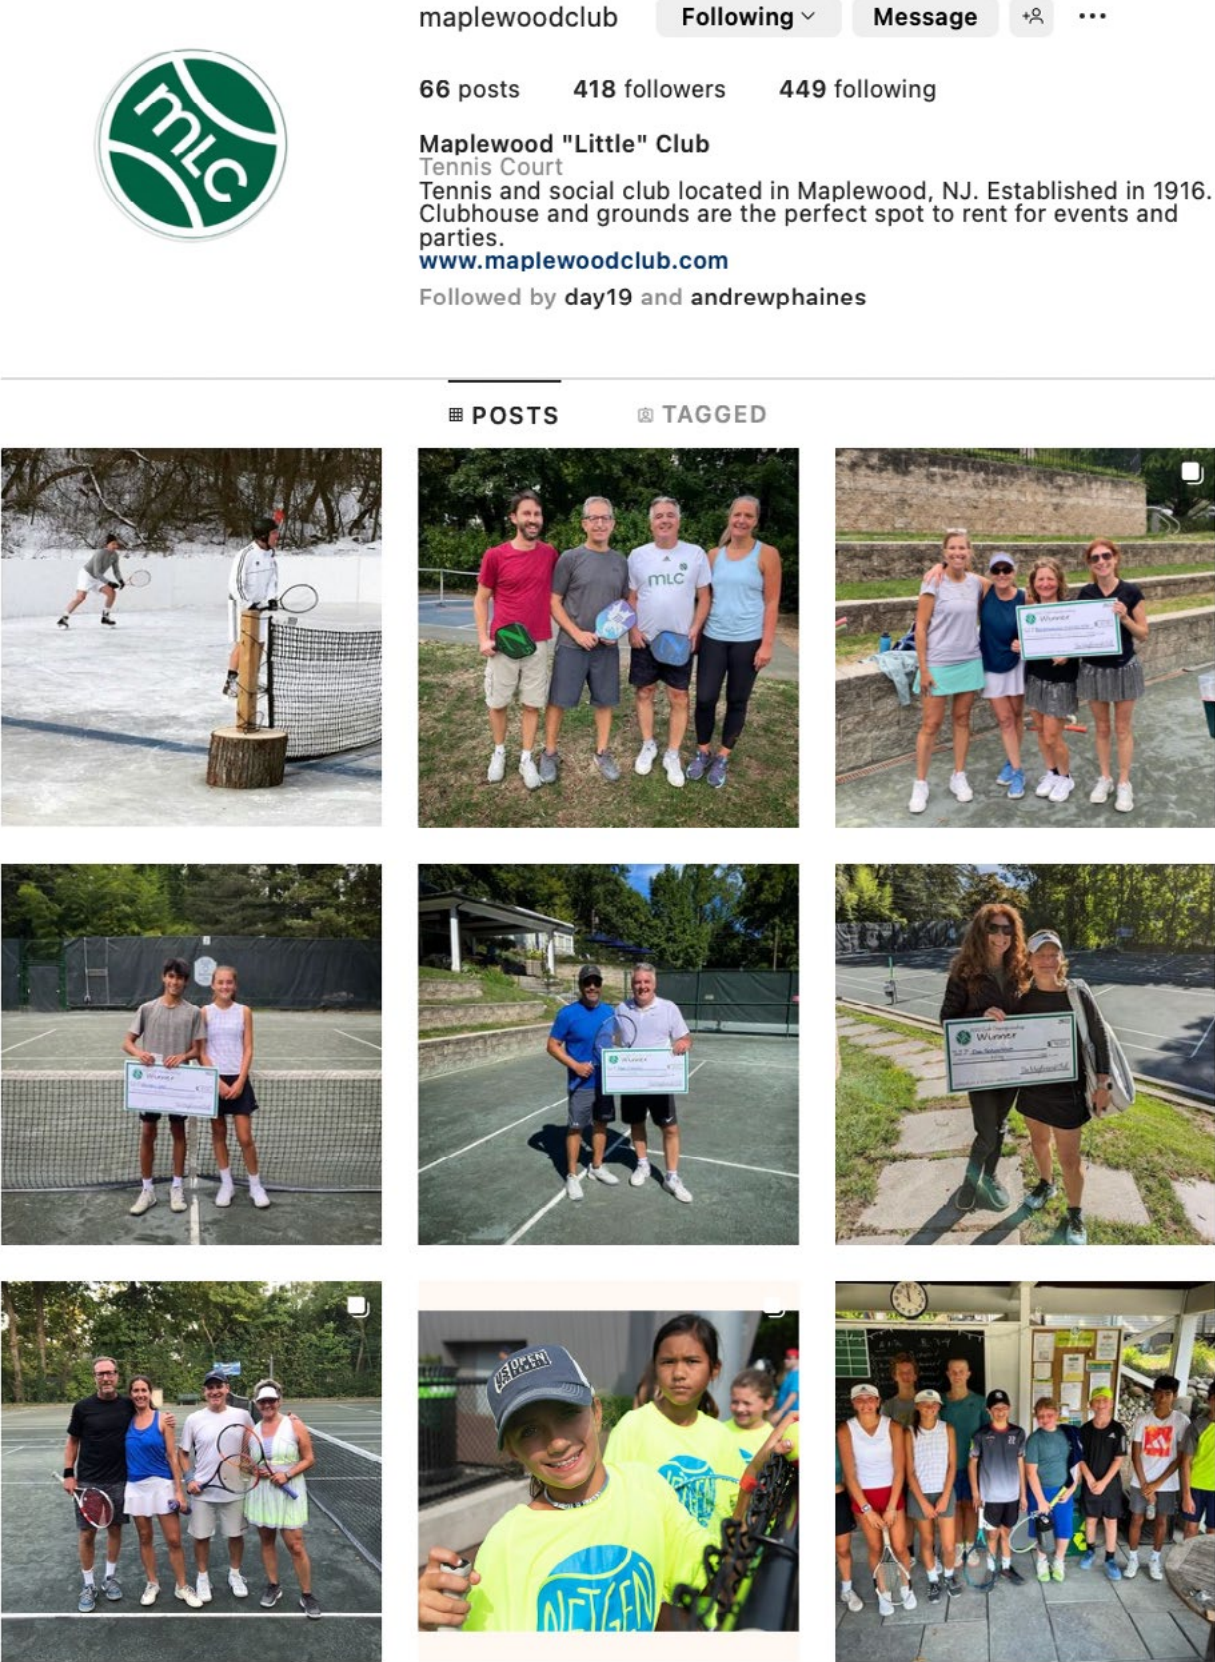 maplewoodclub Following Message
66 posts 418 followers 449 following
Maplewood "Little" Club
Tennis Court
Tennis and social club located in Maplewood, NJ. Established in 1916.
Clubhouse and grounds are the perfect spot to rent for events and
parties.
www.maplewoodclub.com
Followed by day19 and andrewphaines
mLC
POSTS TAGGED
mLC
Winner
Winner
Winner
Winner
US OPEN
NETGEN